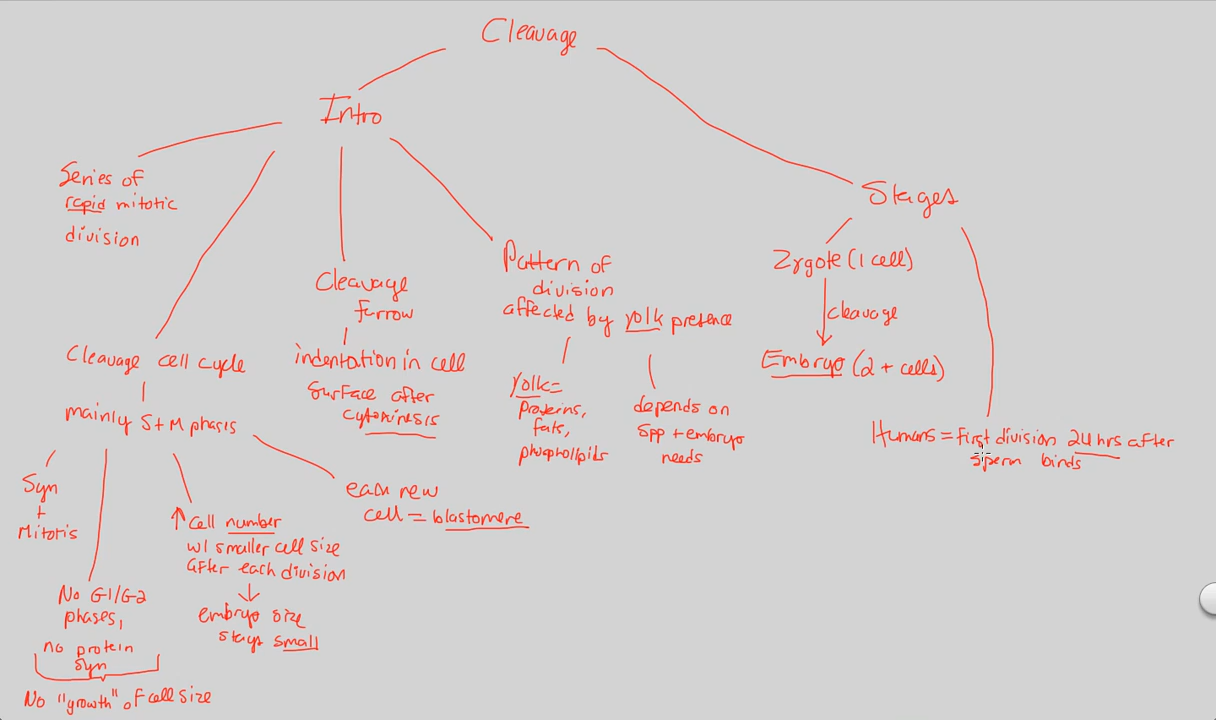 Cleavage
Intro
Series of
rapid mitotic
division
Cleavage cell cycle
mainly S+M phases
Syn
+
Mitotis
No G-1/G-2
phases,
no protein
syn
No "growth" of cell size
↑ cell number
w/ smaller cell size
after each division
embryo size
stays small
each new
cell = blastomere
Cleavage
furrow
indentation in cell
surface after
cytokinesis
Pattern of
division
affected by yolk presence
Yolk=
Proteins,
fats,
phospholipids
depends on
spp + embryo
needs
Stages
Zygote (1 cell)
cleavage
Embryo (2 + cells)
Humans = first division 24 hrs after
sperm binds